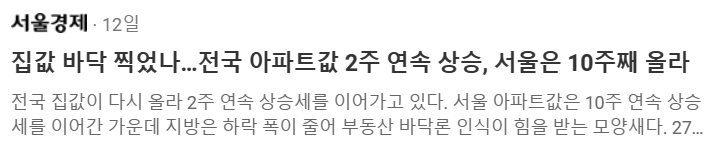 서울경제 · 12일
집값 바닥 찍었나...전국 아파트값 2주 연속 상승, 서울은 10주째 올라
전국 집값이 다시 올라 2주 연속 상승세를 이어가고 있다. 서울 아파트값은 10주 연속 상승
세를 이어간 가운데 지방은 하락 폭이 줄어 부동산 바닥론 인식이 힘을 받는 모양새다. 27...